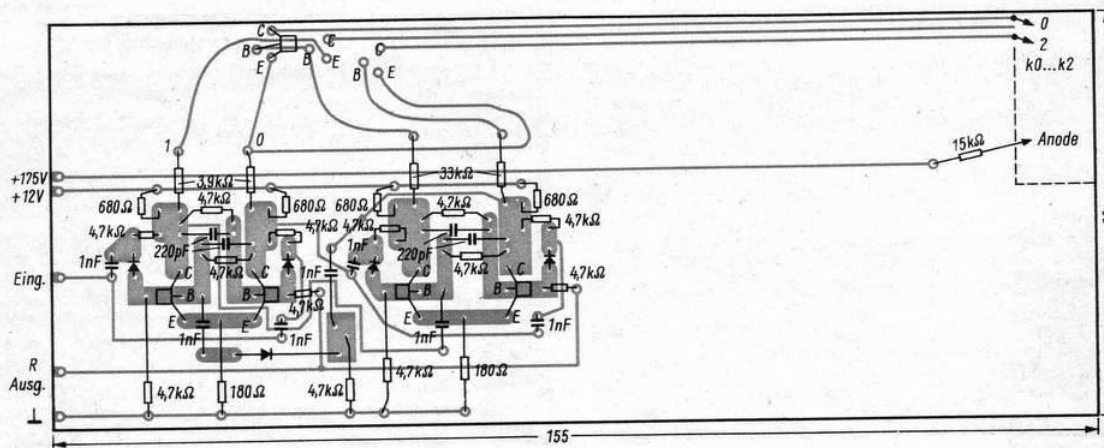 C
B
E
B
C
E
B
C
E
0
2
k0...k2
1
0
15kΩ
Anode
+175V
+12V
3,9kΩ
33kΩ
680Ω
4,7kΩ
680Ω
680Ω
4,7kΩ
680Ω
4,7kΩ
4,7kΩ
4,7kΩ
4,7kΩ
220pF
220pF
1nF
4,7kΩ
1nF
1nF
4,7kΩ
Eing.
C
C
4,7kΩ
B
4,7kΩ
B
E
E
1nF
1nF
1nF
1nF
R
Ausg.
4,7kΩ
180Ω
4,7kΩ
4,7kΩ
180Ω
⊥
155